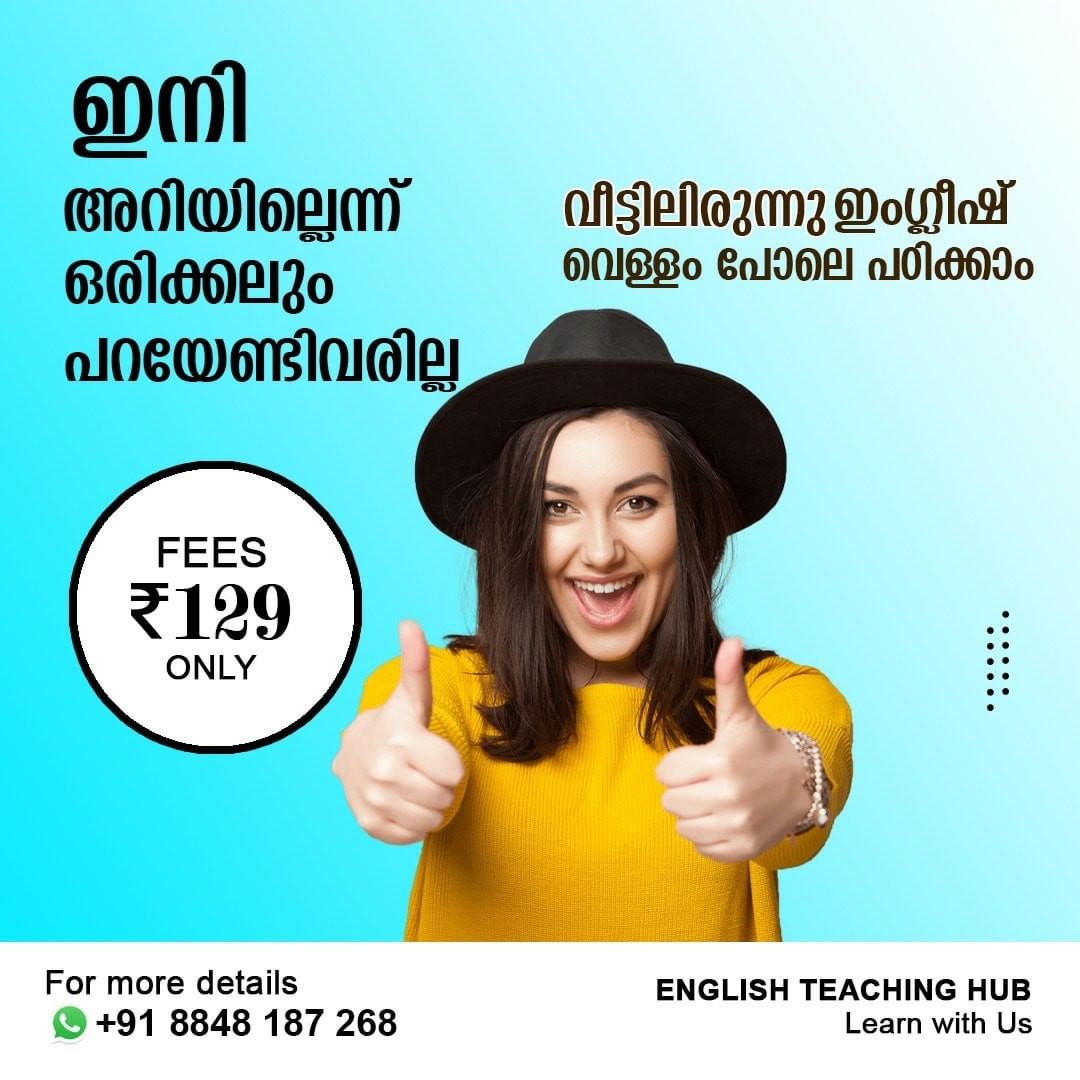 ഇനി
അറിയില്ലെന്ന്
ഒരിക്കലും
പറയേണ്ടിവരില്ല
വീട്ടിലിരുന്നു ഇംഗ്ലീഷ്
വെള്ളം പോലെ പഠിക്കാം
FEES
₹129
ONLY
For more details
+91 8848 187 268
ENGLISH TEACHING HUB
Learn with Us